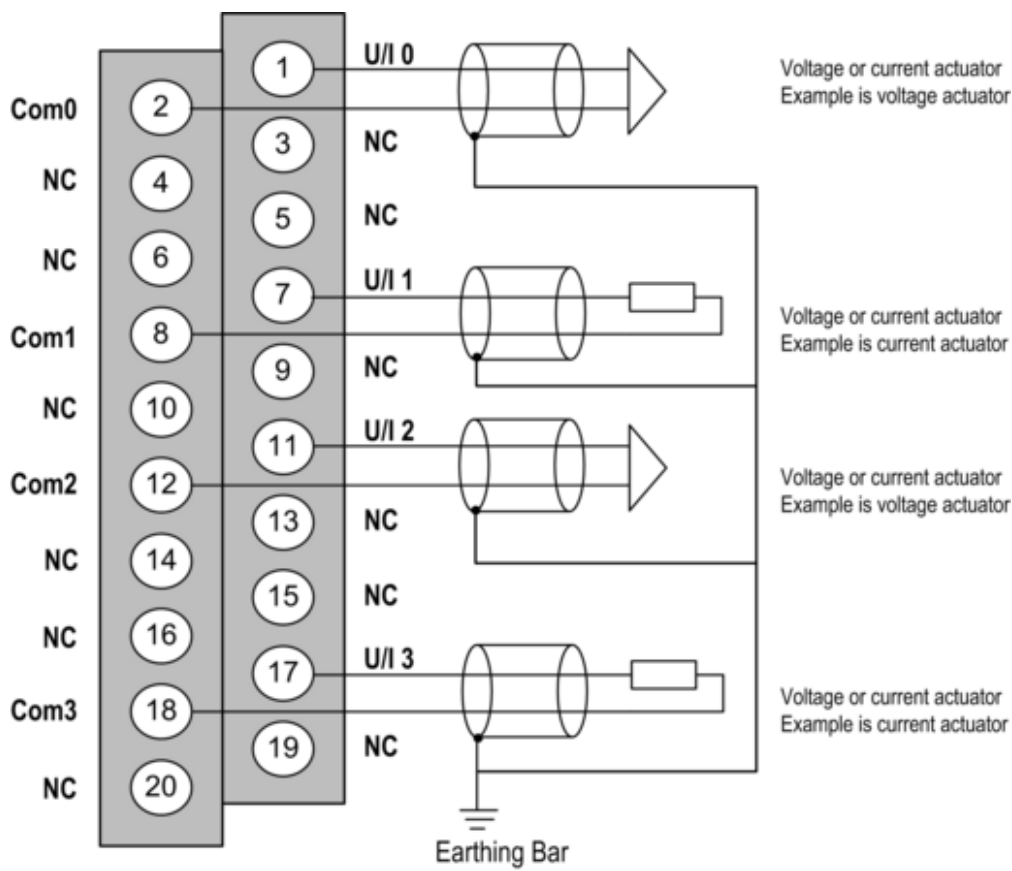 1 U/I 0
Voltage or current actuator
Example is voltage actuator
Com0 2
3 NC
NC 4
5 NC
NC 6
7 U/I 1
Voltage or current actuator
Example is current actuator
Com1 8
9 NC
NC 10
11 U/I 2
Voltage or current actuator
Example is voltage actuator
Com2 12
13 NC
NC 14
15 NC
NC 16
17 U/I 3
Voltage or current actuator
Example is current actuator
Com3 18
19 NC
NC 20
Earthing Bar